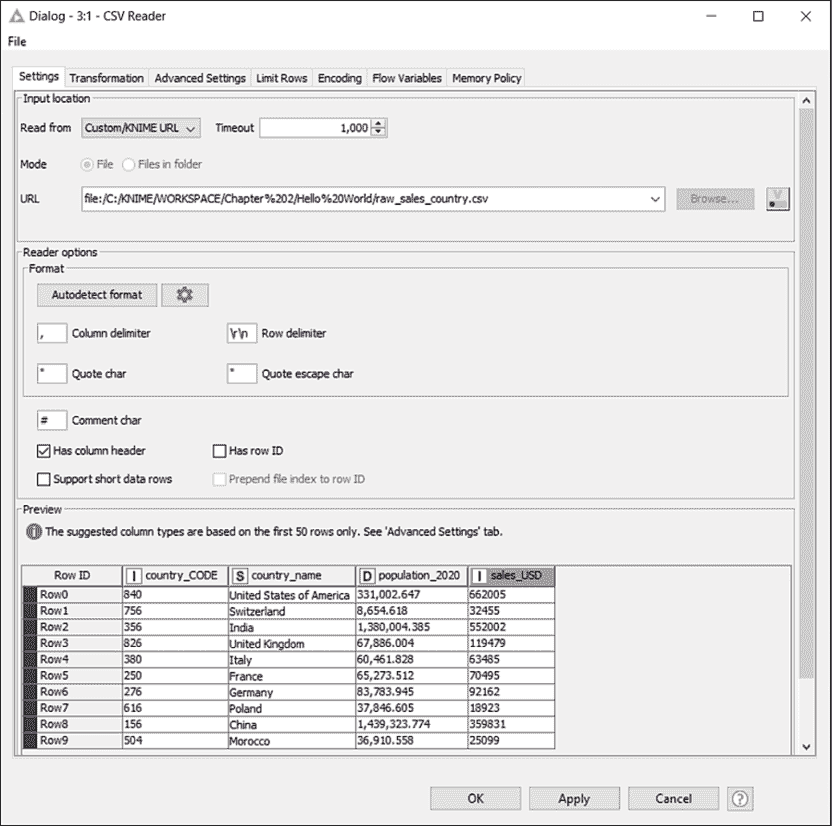 Dialog - 3:1 - CSV Reader
File
Settings Transformation Advanced Settings Limit Rows Encoding Flow Variables Memory Policy
Input location
Read from Custom/KNIME URL Timeout 1,000
Mode File Files in folder
URL file:/C:/KNIME/WORKSPACE/Chapter%202/Hello%20World/raw_sales_country.csv Browse... V
Reader options
Format
Autodetect format
, Column delimiter \r\n Row delimiter
" Quote char " Quote escape char
# Comment char
Has column header Has row ID
Support short data rows Prepend file index to row ID
Preview
The suggested column types are based on the first 50 rows only. See 'Advanced Settings' tab.
Row ID I country_CODE S country_name D population_2020 I sales_USD
Row0 840 United States of America 331,002.647 662005
Row1 756 Switzerland 8,654.618 32455
Row2 356 India 1,380,004.385 552002
Row3 826 United Kingdom 67,886.004 119479
Row4 380 Italy 60,461.828 63485
Row5 250 France 65,273.512 70495
Row6 276 Germany 83,783.945 92162
Row7 616 Poland 37,846.605 18923
Row8 156 China 1,439,323.774 359831
Row9 504 Morocco 36,910.558 25099
OK Apply Cancel ?